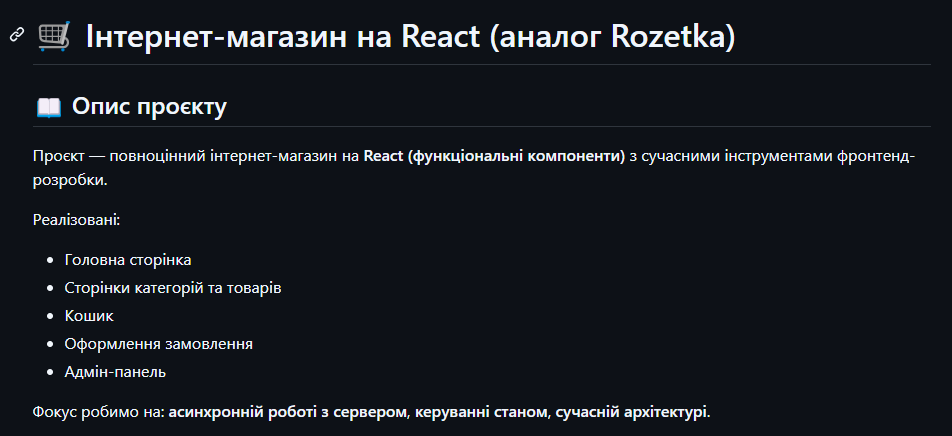 Інтернет-магазин на React (аналог Rozetka)
Опис проєкту
Проєкт — повноцінний інтернет-магазин на React (функціональні компоненти) з сучасними інструментами фронтенд-
розробки.
Реалізовані:
Головна сторінка
Сторінки категорій та товарів
Кошик
Оформлення замовлення
Адмін-панель
Фокус робимо на: асинхронній роботі з сервером, керуванні станом, сучасній архітектурі.